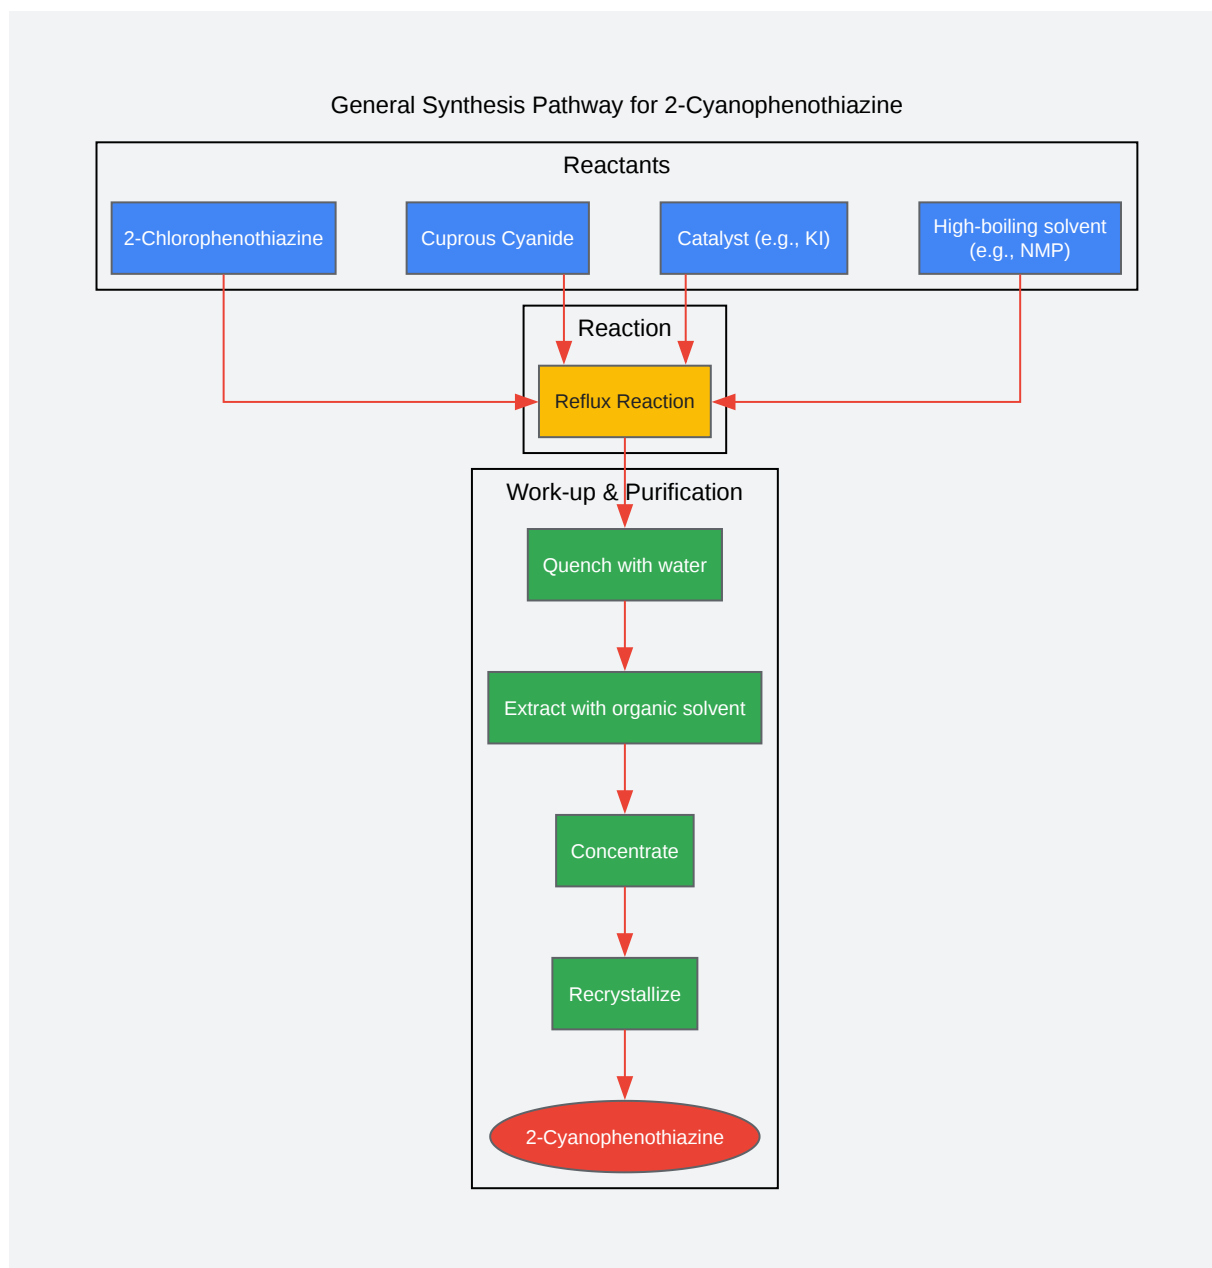 General Synthesis Pathway for 2-Cyanophenothiazine
Reactants
2-Chlorophenothiazine
Cuprous Cyanide
Catalyst (e.g., KI)
High-boiling solvent
(e.g., NMP)
Reaction
Reflux Reaction
Work-up & Purification
Quench with water
Extract with organic solvent
Concentrate
Recrystallize
2-Cyanophenothiazine